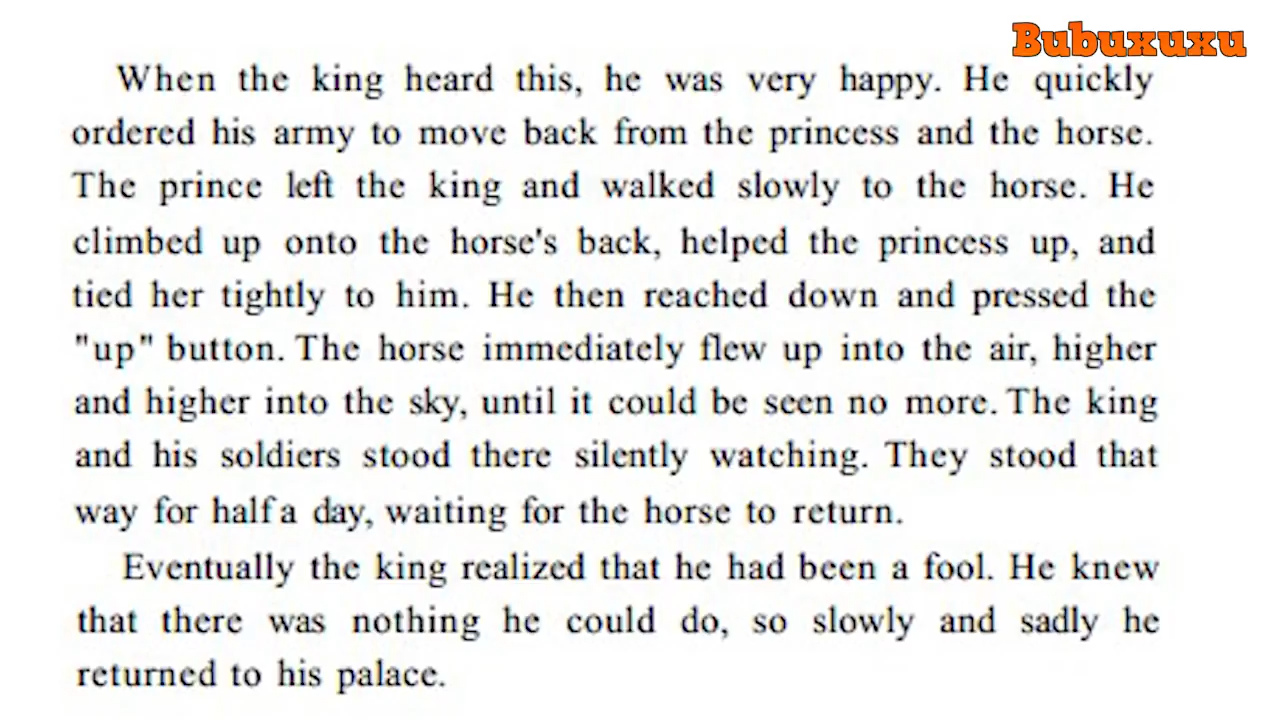 Bubuxuxu
When the king heard this, he was very happy. He quickly
ordered his army to move back from the princess and the horse.
The prince left the king and walked slowly to the horse. He
climbed up onto the horse's back, helped the princess up, and
tied her tightly to him. He then reached down and pressed the
"up" button. The horse immediately flew up into the air, higher
and higher into the sky, until it could be seen no more. The king
and his soldiers stood there silently watching. They stood that
way for half a day, waiting for the horse to return.
Eventually the king realized that he had been a fool. He knew
that there was nothing he could do, so slowly and sadly he
returned to his palace.